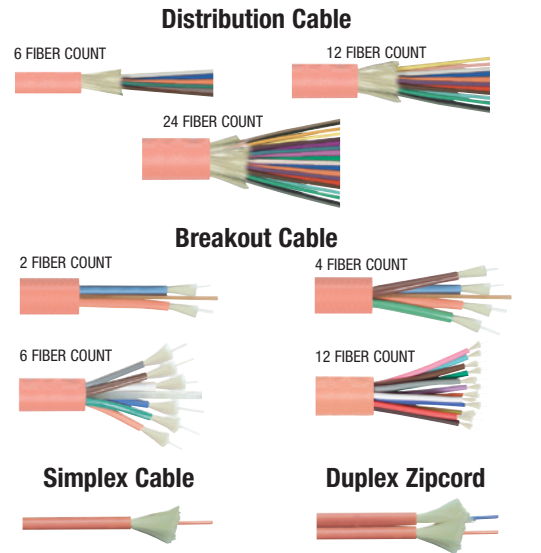 Distribution Cable
6 FIBER COUNT
12 FIBER COUNT
24 FIBER COUNT
Breakout Cable
2 FIBER COUNT
4 FIBER COUNT
6 FIBER COUNT
12 FIBER COUNT
Simplex Cable
Duplex Zipcord